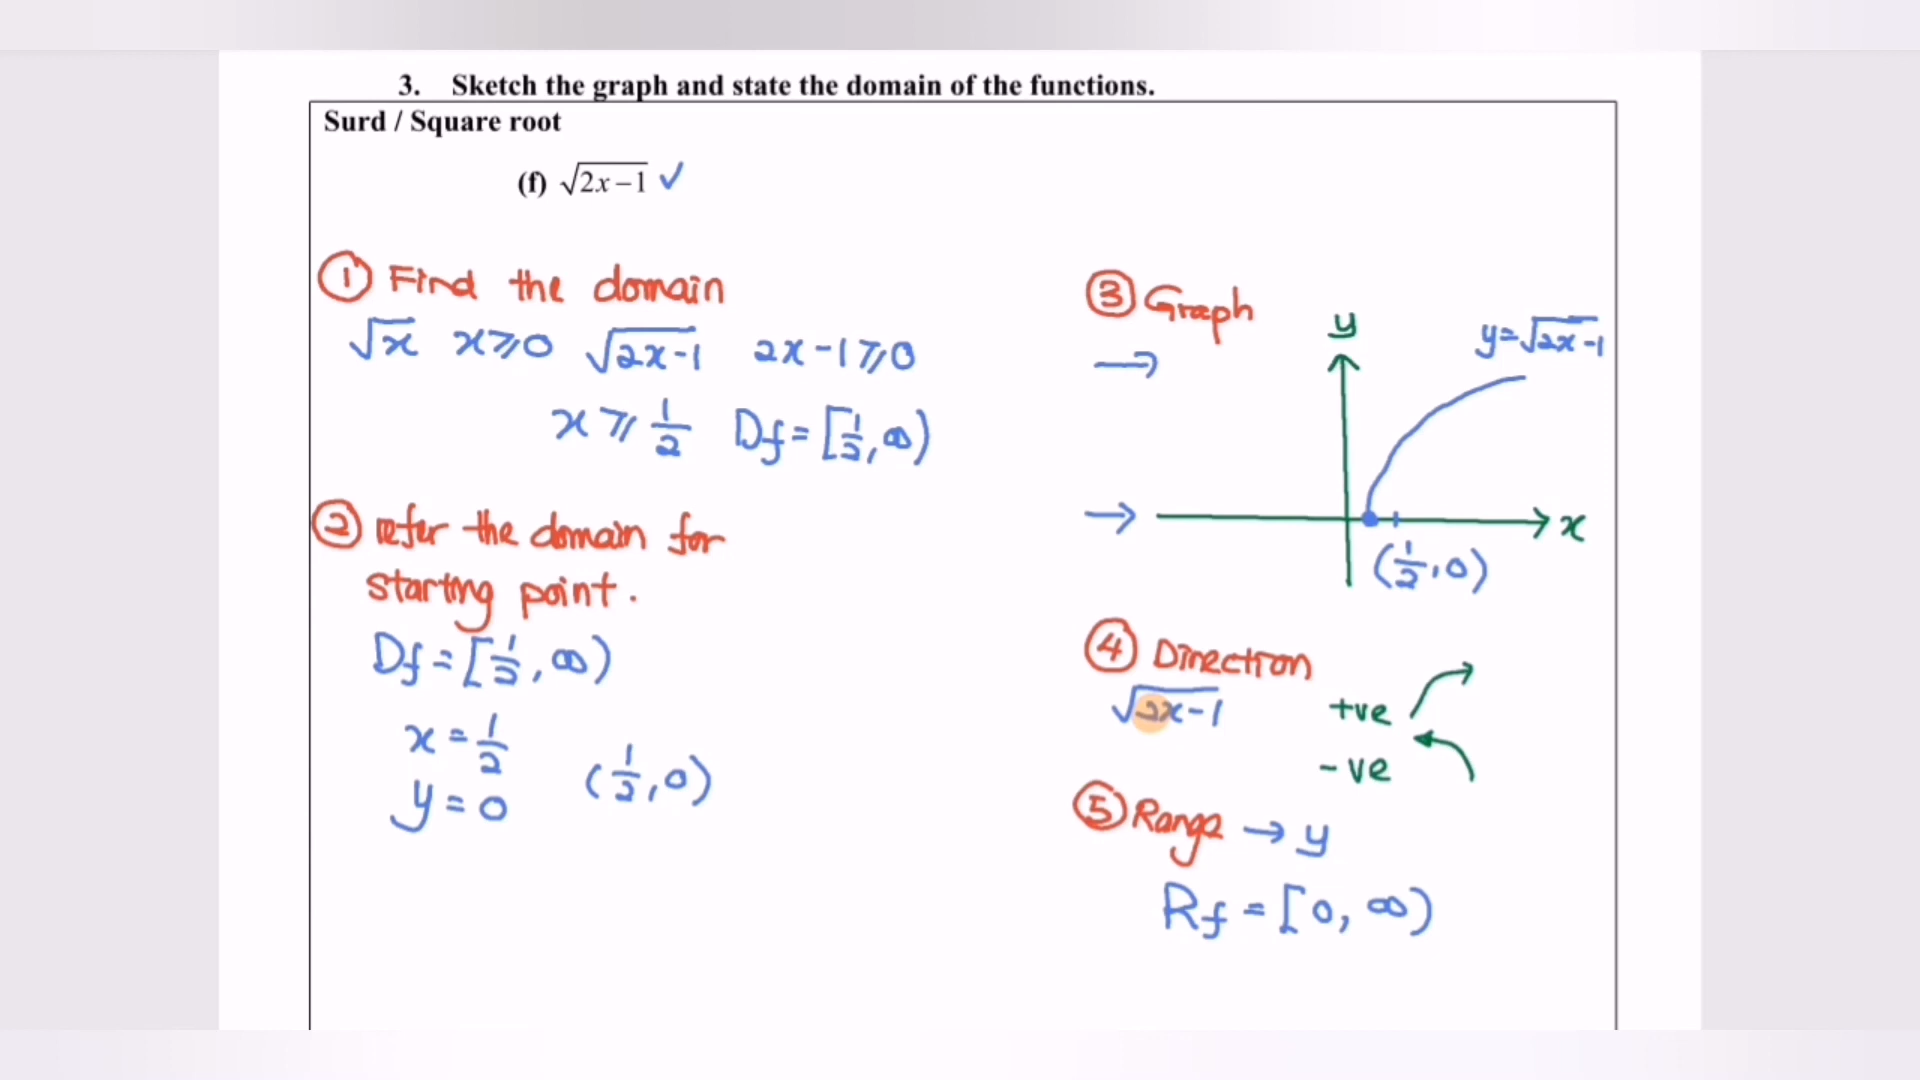 3. Sketch the graph and state the domain of the functions.
Surd / Square root
(f) √2x−1 ✓
① Find the domain
√x x⩾0 √2x-1 2x-1⩾0
x⩾1/2 Df=[1/2,∞)
② refer the domain for
starting point.
Df=[1/2,∞)
x=1/2
y=0
(1/2,0)
③ Graph
→
y
y=√2x-1
→
x
(1/2,0)
④ Direction
√2x-1
+ve
-ve
⑤ Range → y
Rf=[0,∞)